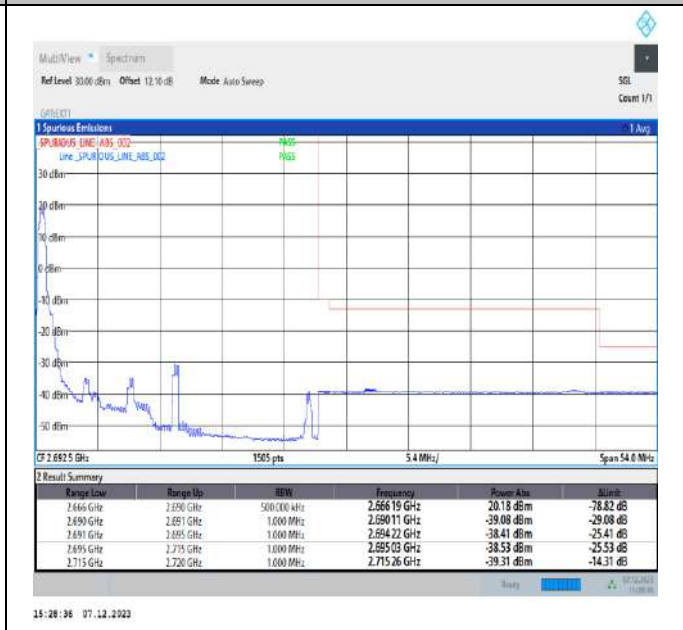 MultiView Spectrum
Ref Level 30.00 dBm Offset 12.10 dB Mode Auto Sweep SGL
Count 1/1
1 Spurious Emissions 1 Avg
SPURIOUS_LINE_ABS_002 PASS
Line _SPURIOUS_LINE_ABS_002 PASS
30 dBm
20 dBm
10 dBm
0 dBm
-10 dBm
-20 dBm
-30 dBm
-40 dBm
-50 dBm
CF 2.6925 GHz 1505 pts 5.4 MHz/ Span 54.0 MHz
2 Result Summary
Range Low Range Up RBW Frequency Power Abs ΔLimit
2.666 GHz 2.690 GHz 500.000 kHz 2.66619 GHz 20.18 dBm -78.82 dB
2.690 GHz 2.691 GHz 1.000 MHz 2.69011 GHz -39.08 dBm -29.08 dB
2.691 GHz 2.695 GHz 1.000 MHz 2.69422 GHz -38.41 dBm -25.41 dB
2.695 GHz 2.715 GHz 1.000 MHz 2.69503 GHz -38.53 dBm -25.53 dB
2.715 GHz 2.720 GHz 1.000 MHz 2.71526 GHz -39.31 dBm -14.31 dB
Ready 07.12.2023
15:28:36 07.12.2023